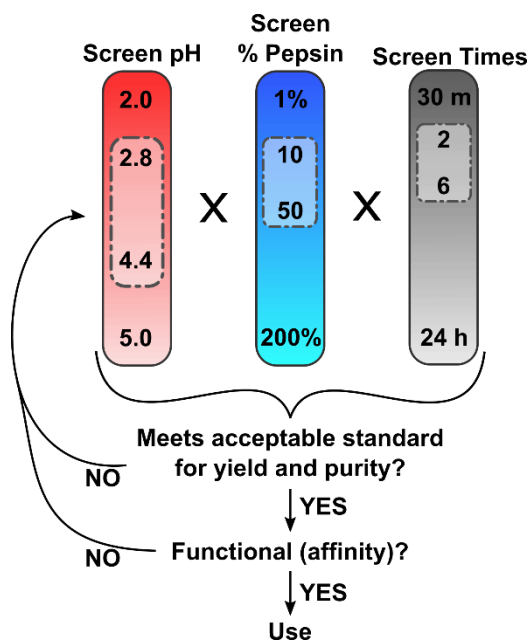 Screen pH
Screen
% Pepsin
Screen Times
2.0
2.8
4.4
5.0
X
1%
10
50
200%
X
30 m
2
6
24 h
Meets acceptable standard
for yield and purity?
NO
YES
Functional (affinity)?
NO
YES
Use